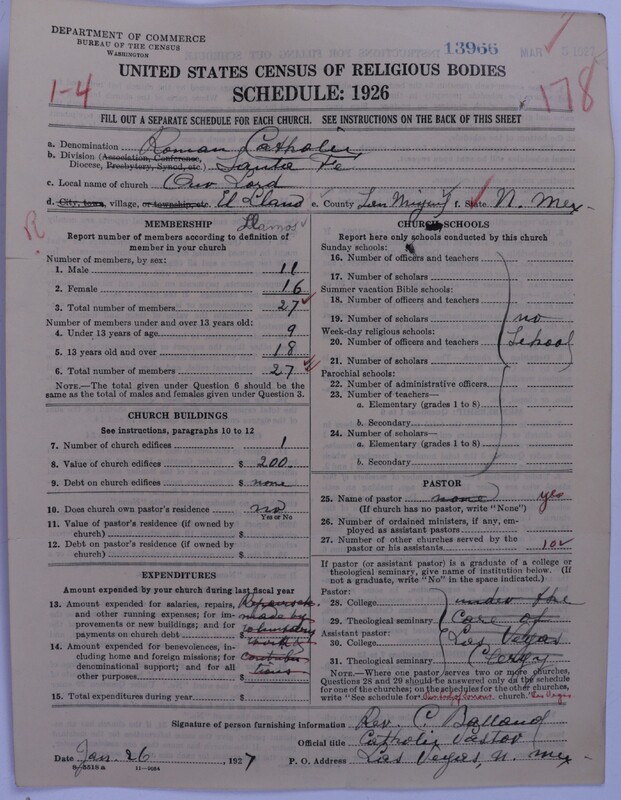 DEPARTMENT OF COMMERCE
BUREAU OF THE CENSUS
WASHINGTON
13966
1-4
178
UNITED STATES CENSUS OF RELIGIOUS BODIES
SCHEDULE: 1926
FILL OUT A SEPARATE SCHEDULE FOR EACH CHURCH. SEE INSTRUCTIONS ON THE BACK OF THIS SHEET
a. Denomination Roman Catholic
b. Division (Association, Conference,
Diocese, Presbytery, Synod, etc.) Santa Fe
c. Local name of church Our Lord
d. City, town, village, or township, etc. El Llano e. County San Miguel f. State N. Mex-
R
MEMBERSHIP
Report number of members according to definition of
member in your church
Number of members, by sex:
1. Male 11
2. Female 16
3. Total number of members 27
Number of members under and over 13 years old:
4. Under 13 years of age 9
5. 13 years old and over 18
6. Total number of members 27
NOTE.—The total given under Question 6 should be the
same as the total of males and females given under Question 3.
CHURCH BUILDINGS
See instructions, paragraphs 10 to 12
7. Number of church edifices 1
8. Value of church edifices $ 200.
9. Debt on church edifices $ none
10. Does church own pastor's residence no
Yes or No
11. Value of pastor's residence (if owned by
church) $
12. Debt on pastor's residence (if owned by
church) $
EXPENDITURES
Amount expended by your church during last fiscal year
13. Amount expended for salaries, repairs,
and other running expenses; for im-
provements or new buildings; and for
payments on church debt
made by
voluntary
14. Amount expended for benevolences, in-
cluding home and foreign missions; for
denominational support; and for all
other purposes
contribu
tions
15. Total expenditures during year $
CHURCH SCHOOLS
Report here only schools conducted by this church
Sunday schools:
16. Number of officers and teachers
17. Number of scholars
Summer vacation Bible schools:
18. Number of officers and teachers
19. Number of scholars no
Week-day religious schools:
20. Number of officers and teachers School
21. Number of scholars
Parochial schools:
22. Number of administrative officers
23. Number of teachers—
a. Elementary (grades 1 to 8)
b. Secondary
24. Number of scholars—
a. Elementary (grades 1 to 8)
b. Secondary
PASTOR
25. Name of pastor none yes
(If church has no pastor, write "None")
26. Number of ordained ministers, if any, em-
ployed as assistant pastors
27. Number of other churches served by the
pastor or his assistants
If pastor (or assistant pastor) is a graduate of a college or
theological seminary, give name of institution below. (If
not a graduate, write "No" in the space indicated.)
Pastor:
28. College under the
29. Theological seminary care of
Assistant pastor:
30. College Las Vegas
31. Theological seminary Clergy
NOTE.—Where one pastor serves two or more churches,
Questions 28 and 29 should be answered only on the schedule
for one of the churches; on the schedules for the other churches,
write "See schedule for Our Lady of Sorrows church." Las Vegas
Signature of person furnishing information Rev. C. Balland
Official title Catholic Pastor
Date Jan. 26, 1927 P. O. Address Las Vegas, N. Mex-
8-5518a 11-9054